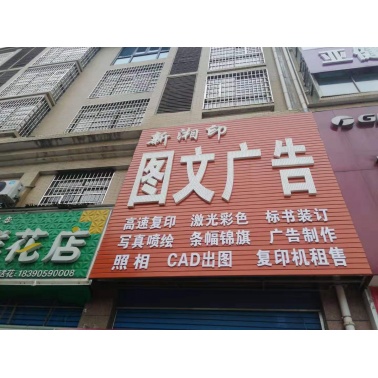 新湘印
图文广告
高速复印 激光彩色 标书装订
写真喷绘 条幅锦旗 广告制作
照相 CAD出图 复印机租售
花店
花:18390590008